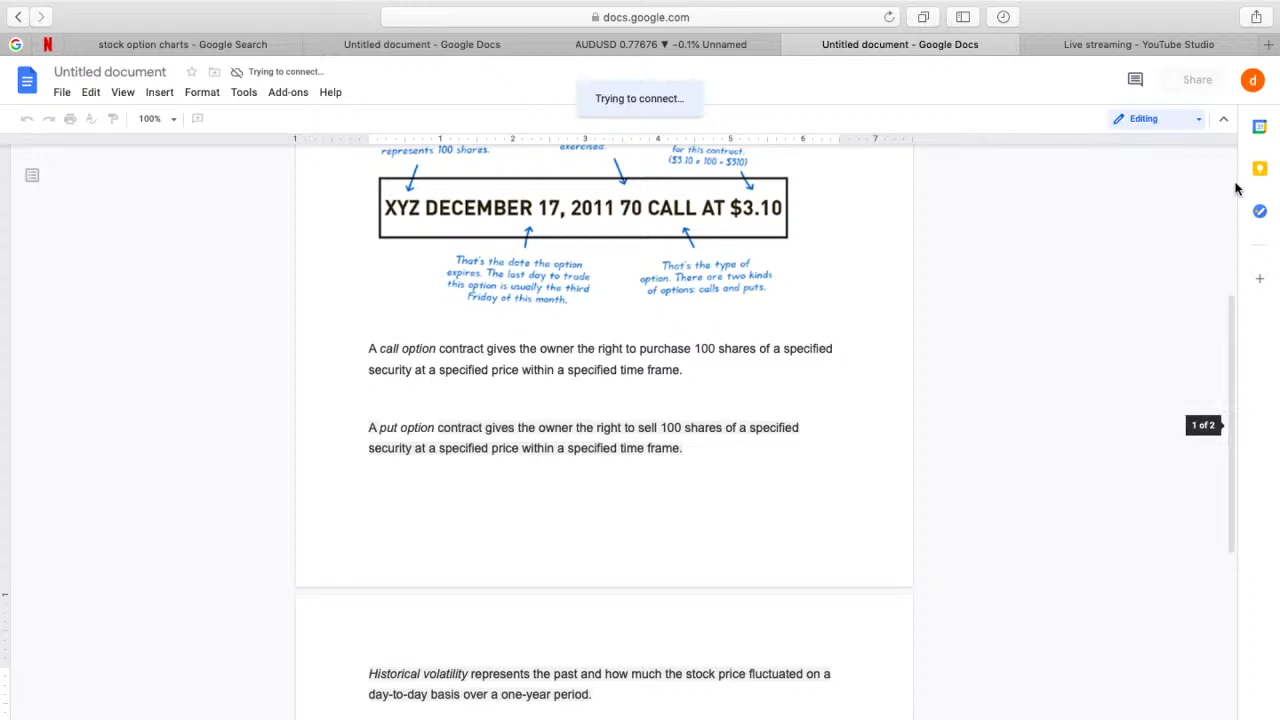 docs.google.com
stock option charts - Google Search
Untitled document - Google Docs
AUDUSD 0.77676 ▼ −0.1% Unnamed
Untitled document - Google Docs
Live streaming - YouTube Studio
Untitled document
Trying to connect…
Trying to connect…
Share
d
File Edit View Insert Format Tools Add-ons Help
100%
Editing
1 1 2 3 4 5 6 7
represents 100 shares.
exercised.
for this contract.
($3.10 x 100 = $310)
XYZ DECEMBER 17, 2011 70 CALL AT $3.10
That's the date the option
expires. The last day to trade
this option is usually the third
Friday of this month.
That's the type of
option. There are two kinds
of options: calls and puts.
A call option contract gives the owner the right to purchase 100 shares of a specified
security at a specified price within a specified time frame.
1 of 2
A put option contract gives the owner the right to sell 100 shares of a specified
security at a specified price within a specified time frame.
Historical volatility represents the past and how much the stock price fluctuated on a
day-to-day basis over a one-year period.